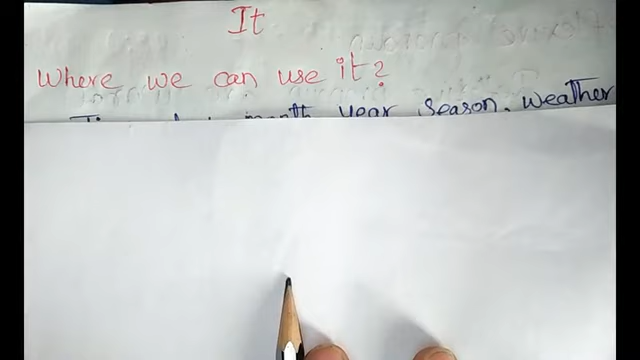 It
Where we can use it?
month year season. weather